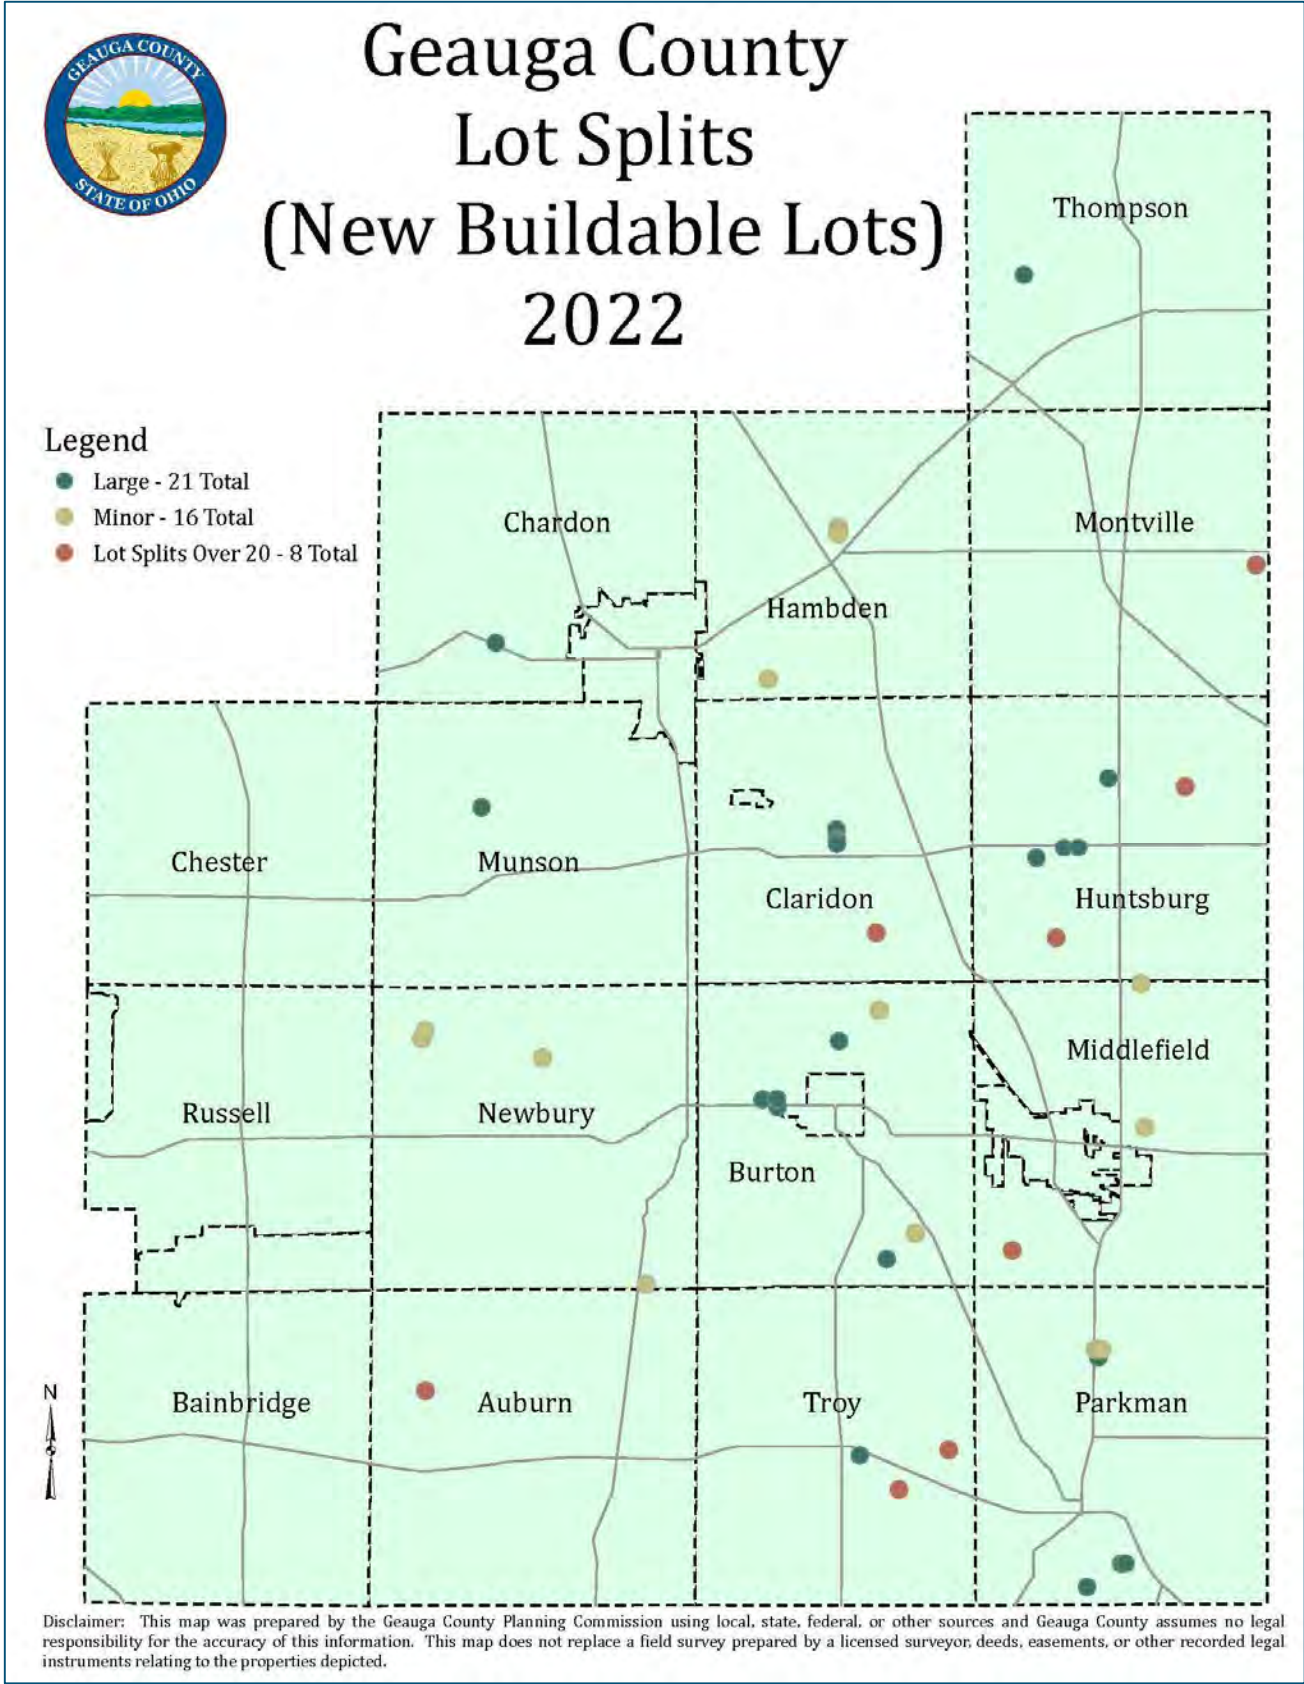 GEAUGA COUNTY
STATE OF OHIO
Geauga County
Lot Splits
(New Buildable Lots)
2022
Thompson
Legend
Large - 21 Total
Minor - 16 Total
Lot Splits Over 20 - 8 Total
Chardon
Montville
Hambden
Chester
Munson
Claridon
Huntsburg
Middlefield
Russell
Newbury
Burton
N
Bainbridge
Auburn
Troy
Parkman
Disclaimer: This map was prepared by the Geauga County Planning Commission using local, state, federal, or other sources and Geauga County assumes no legal
responsibility for the accuracy of this information. This map does not replace a field survey prepared by a licensed surveyor, deeds, easements, or other recorded legal
instruments relating to the properties depicted.